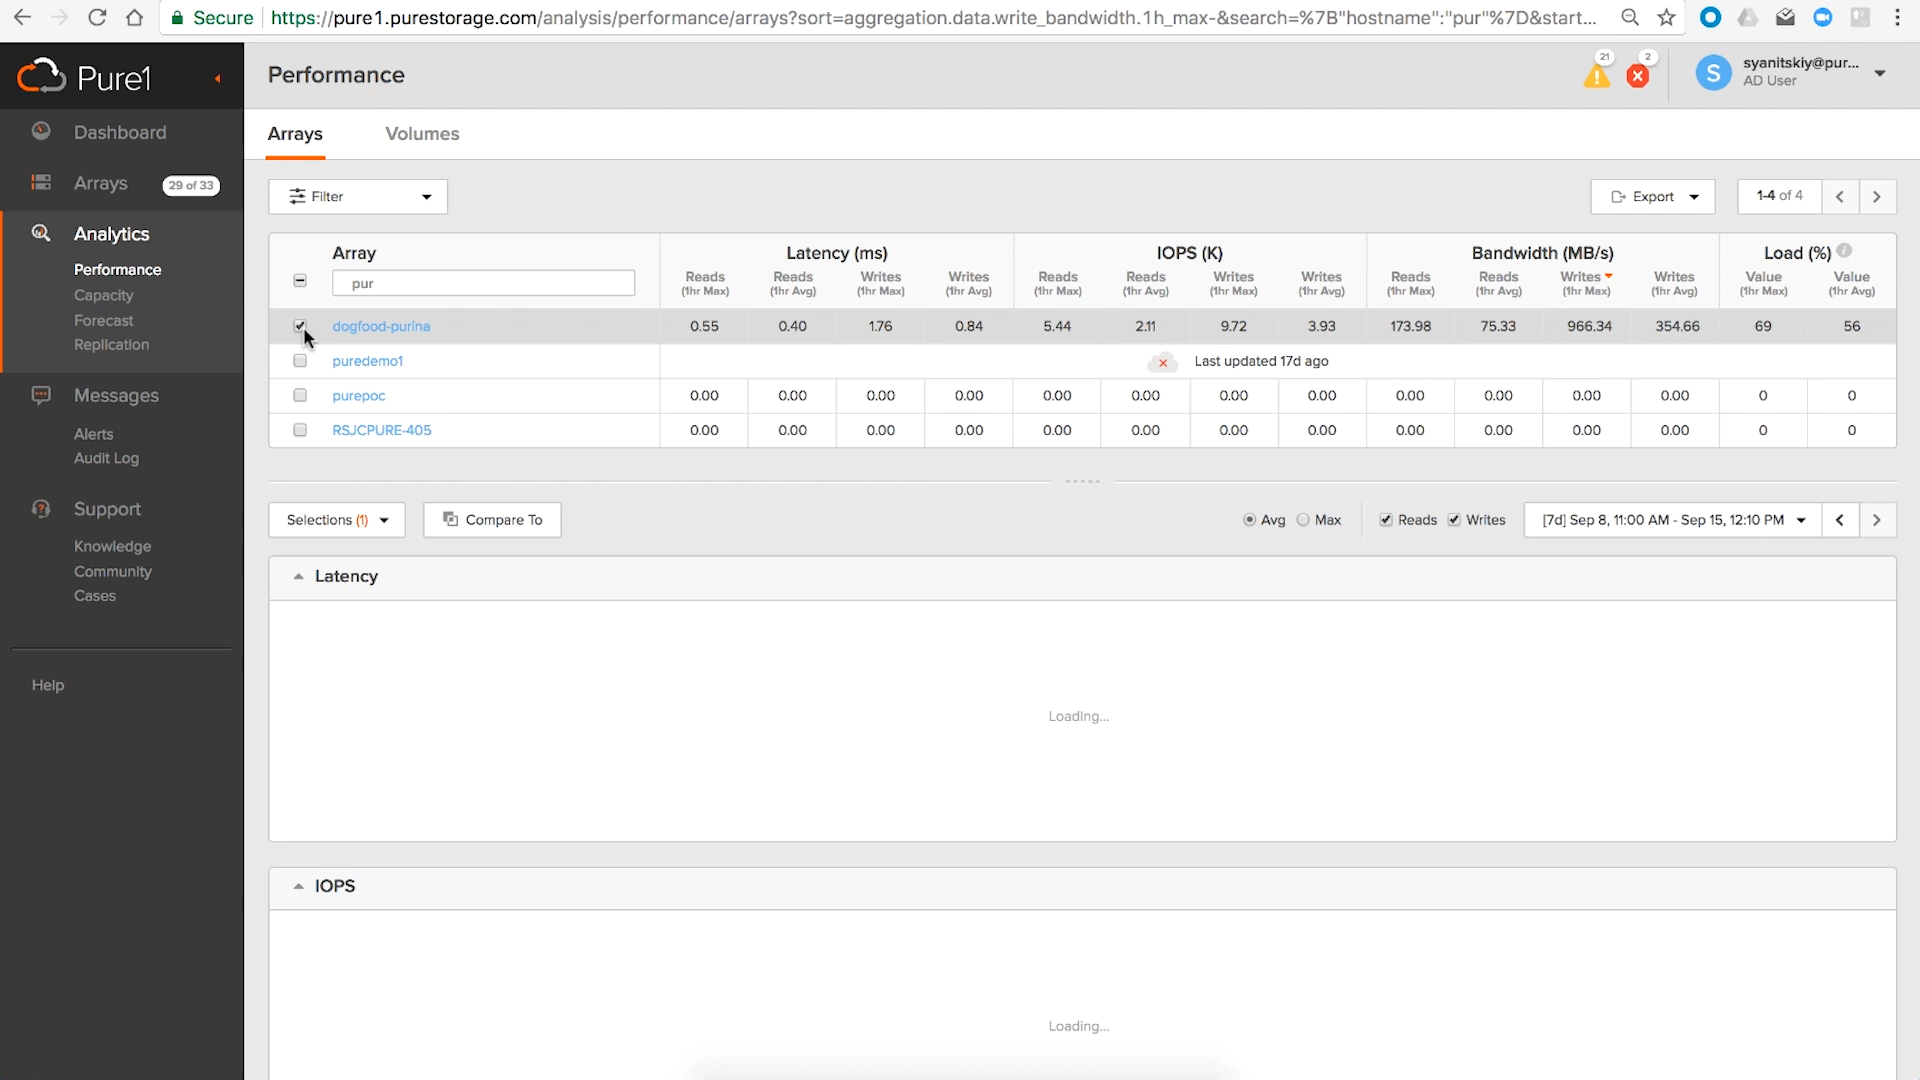 Secure https://pure1.purestorage.com/analysis/performance/arrays?sort=aggregation.data.write_bandwidth.1h_max-&search=%7B"hostname":"pur"%7D&start...
Pure1
Performance
21
2
S
syanitskiy@pur...
AD User
Dashboard
Arrays 29 of 33
Analytics
Performance
Capacity
Forecast
Replication
Messages
Alerts
Audit Log
Support
Knowledge
Community
Cases
Help
Arrays Volumes
Filter
Export
1-4 of 4
Array Latency (ms) IOPS (K) Bandwidth (MB/s) Load (%)
pur
Reads Reads Writes Writes Reads Reads Writes Writes Reads Reads Writes Writes Value Value
(1hr Max) (1hr Avg) (1hr Max) (1hr Avg) (1hr Max) (1hr Avg) (1hr Max) (1hr Avg) (1hr Max) (1hr Avg) (1hr Max) (1hr Avg) (1hr Max) (1hr Avg)
dogfood-purina 0.55 0.40 1.76 0.84 5.44 2.11 9.72 3.93 173.98 75.33 966.34 354.66 69 56
puredemo1 Last updated 17d ago
purepoc 0.00 0.00 0.00 0.00 0.00 0.00 0.00 0.00 0.00 0.00 0.00 0.00 0 0
RSJCPURE-405 0.00 0.00 0.00 0.00 0.00 0.00 0.00 0.00 0.00 0.00 0.00 0.00 0 0
Selections (1) Compare To Avg Max Reads Writes [7d] Sep 8, 11:00 AM - Sep 15, 12:10 PM
Latency
Loading...
IOPS
Loading...